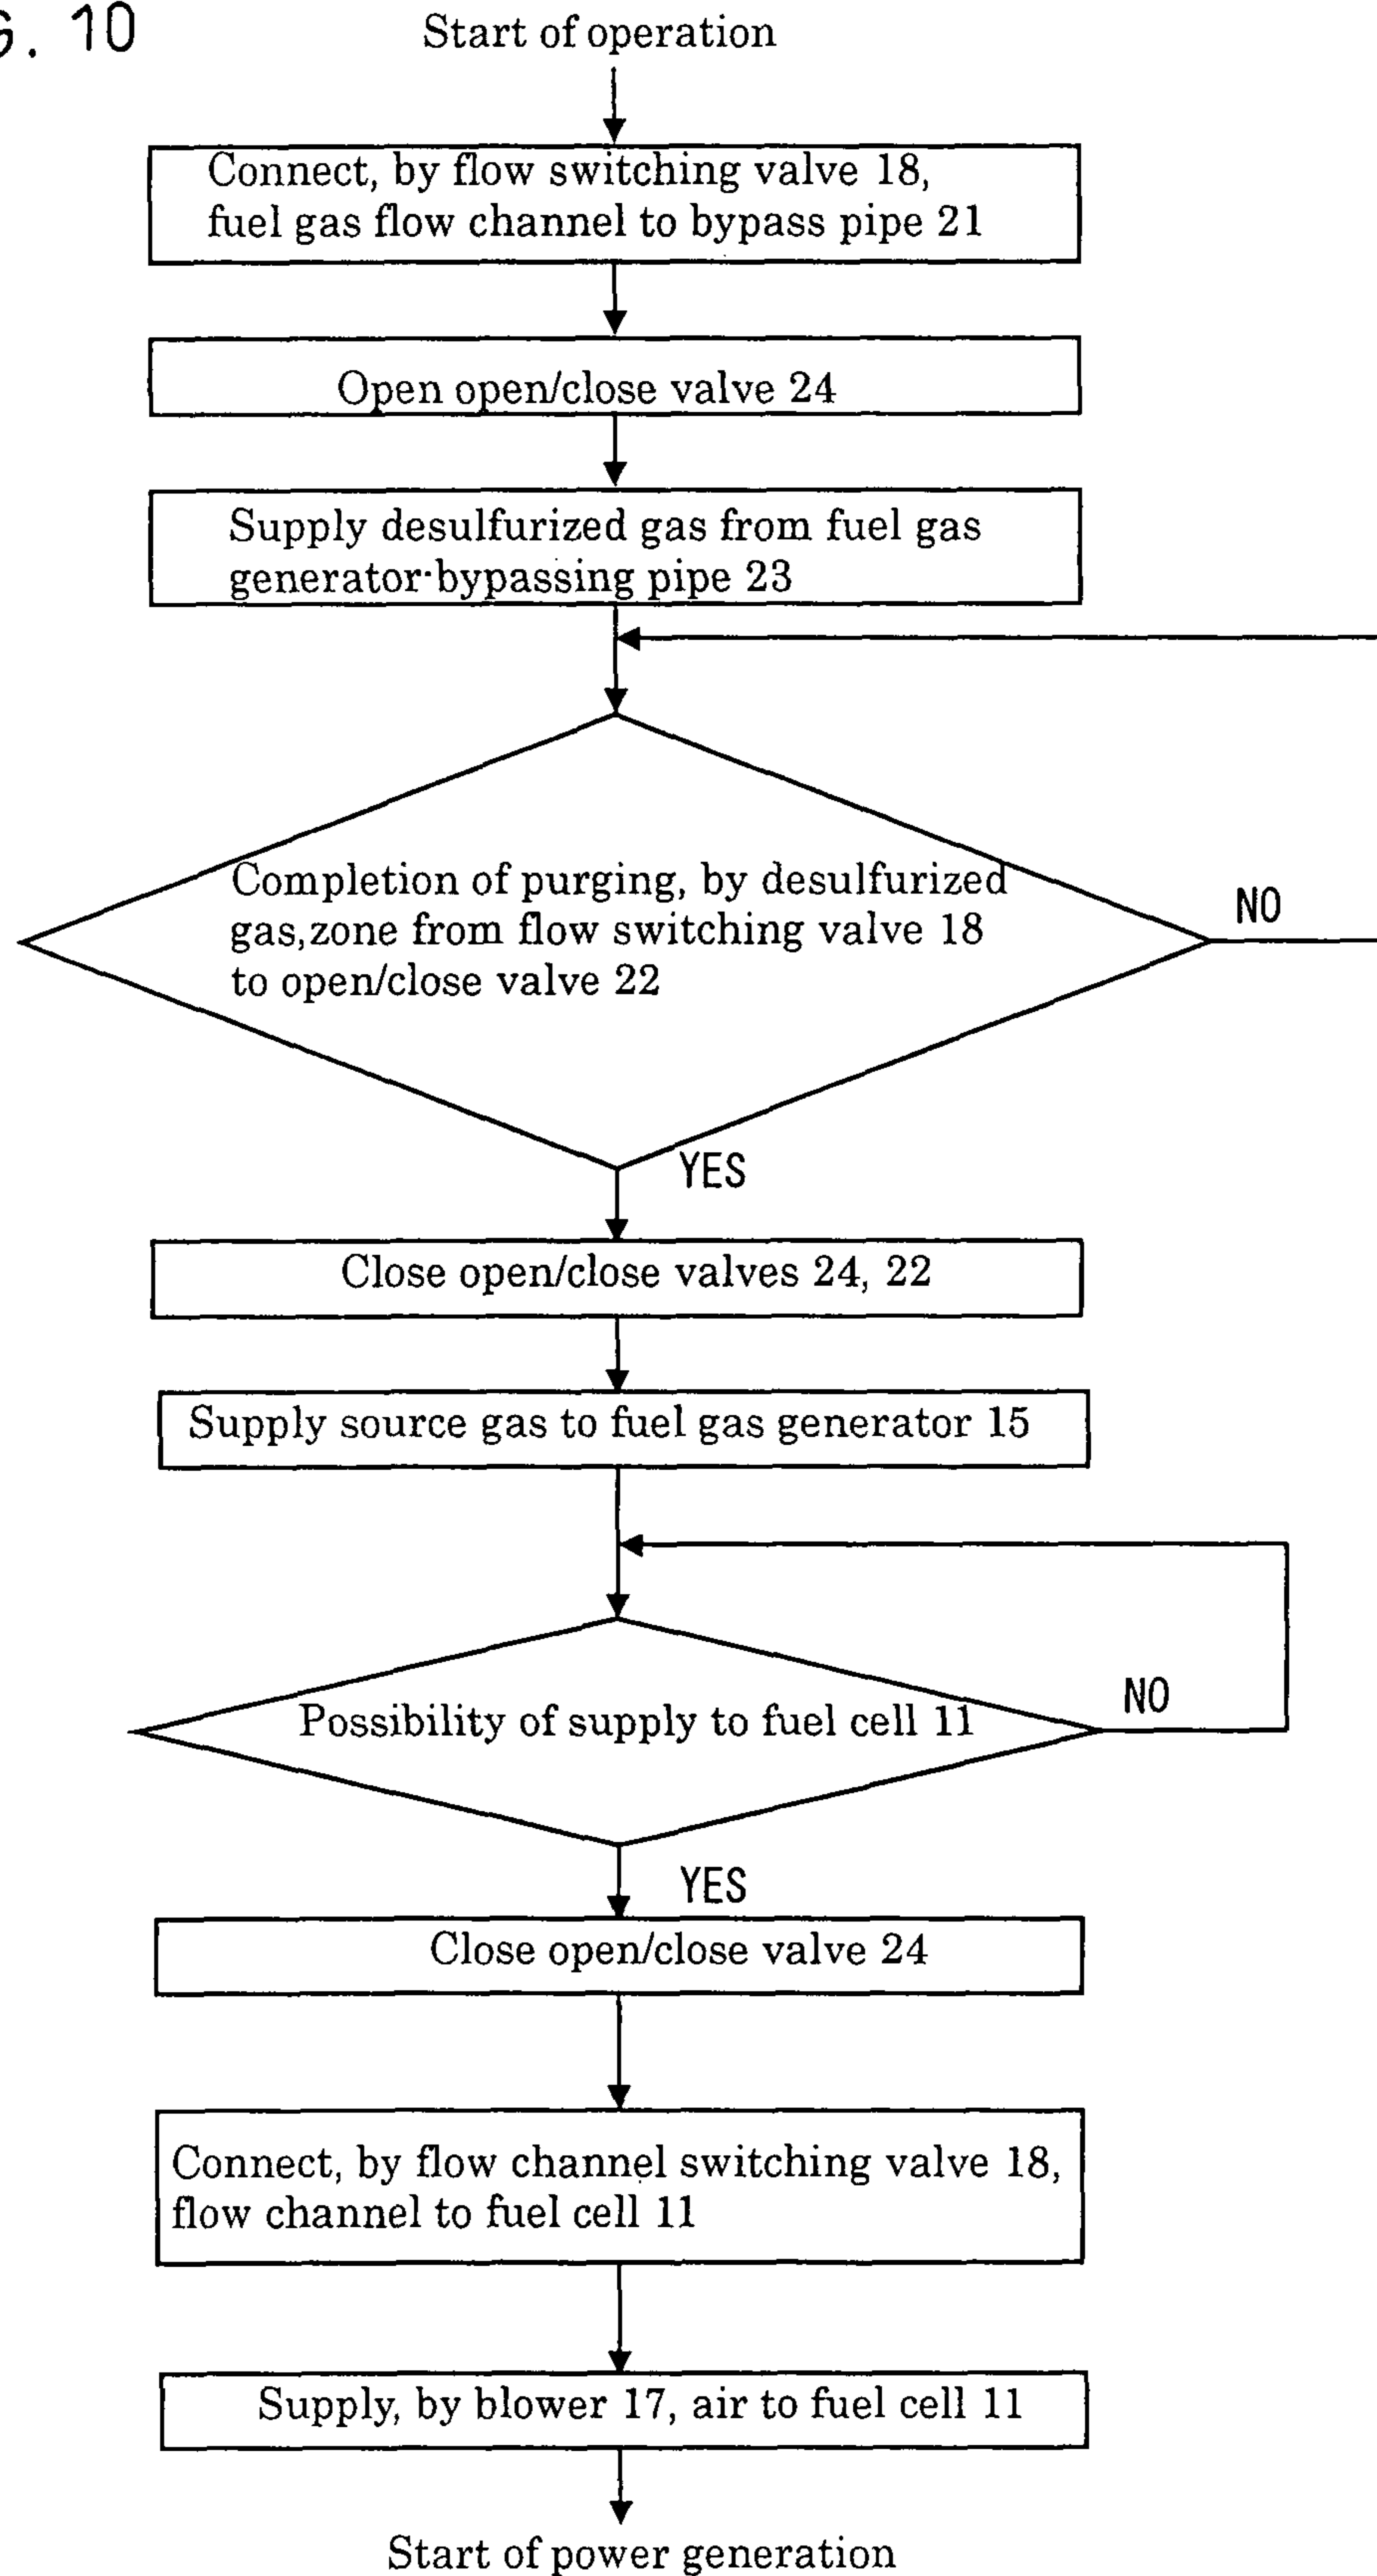 G. 10
Start of operation
Connect, by flow switching valve 18,
fuel gas flow channel to bypass pipe 21
Open open/close valve 24
Supply desulfurized gas from fuel gas
generator-bypassing pipe 23
Completion of purging, by desulfurized
gas,zone from flow switching valve 18
to open/close valve 22
NO
YES
Close open/close valves 24, 22
Supply source gas to fuel gas generator 15
Possibility of supply to fuel cell 11
NO
YES
Close open/close valve 24
Connect, by flow channel switching valve 18,
flow channel to fuel cell 11
Supply, by blower 17, air to fuel cell 11
Start of power generation